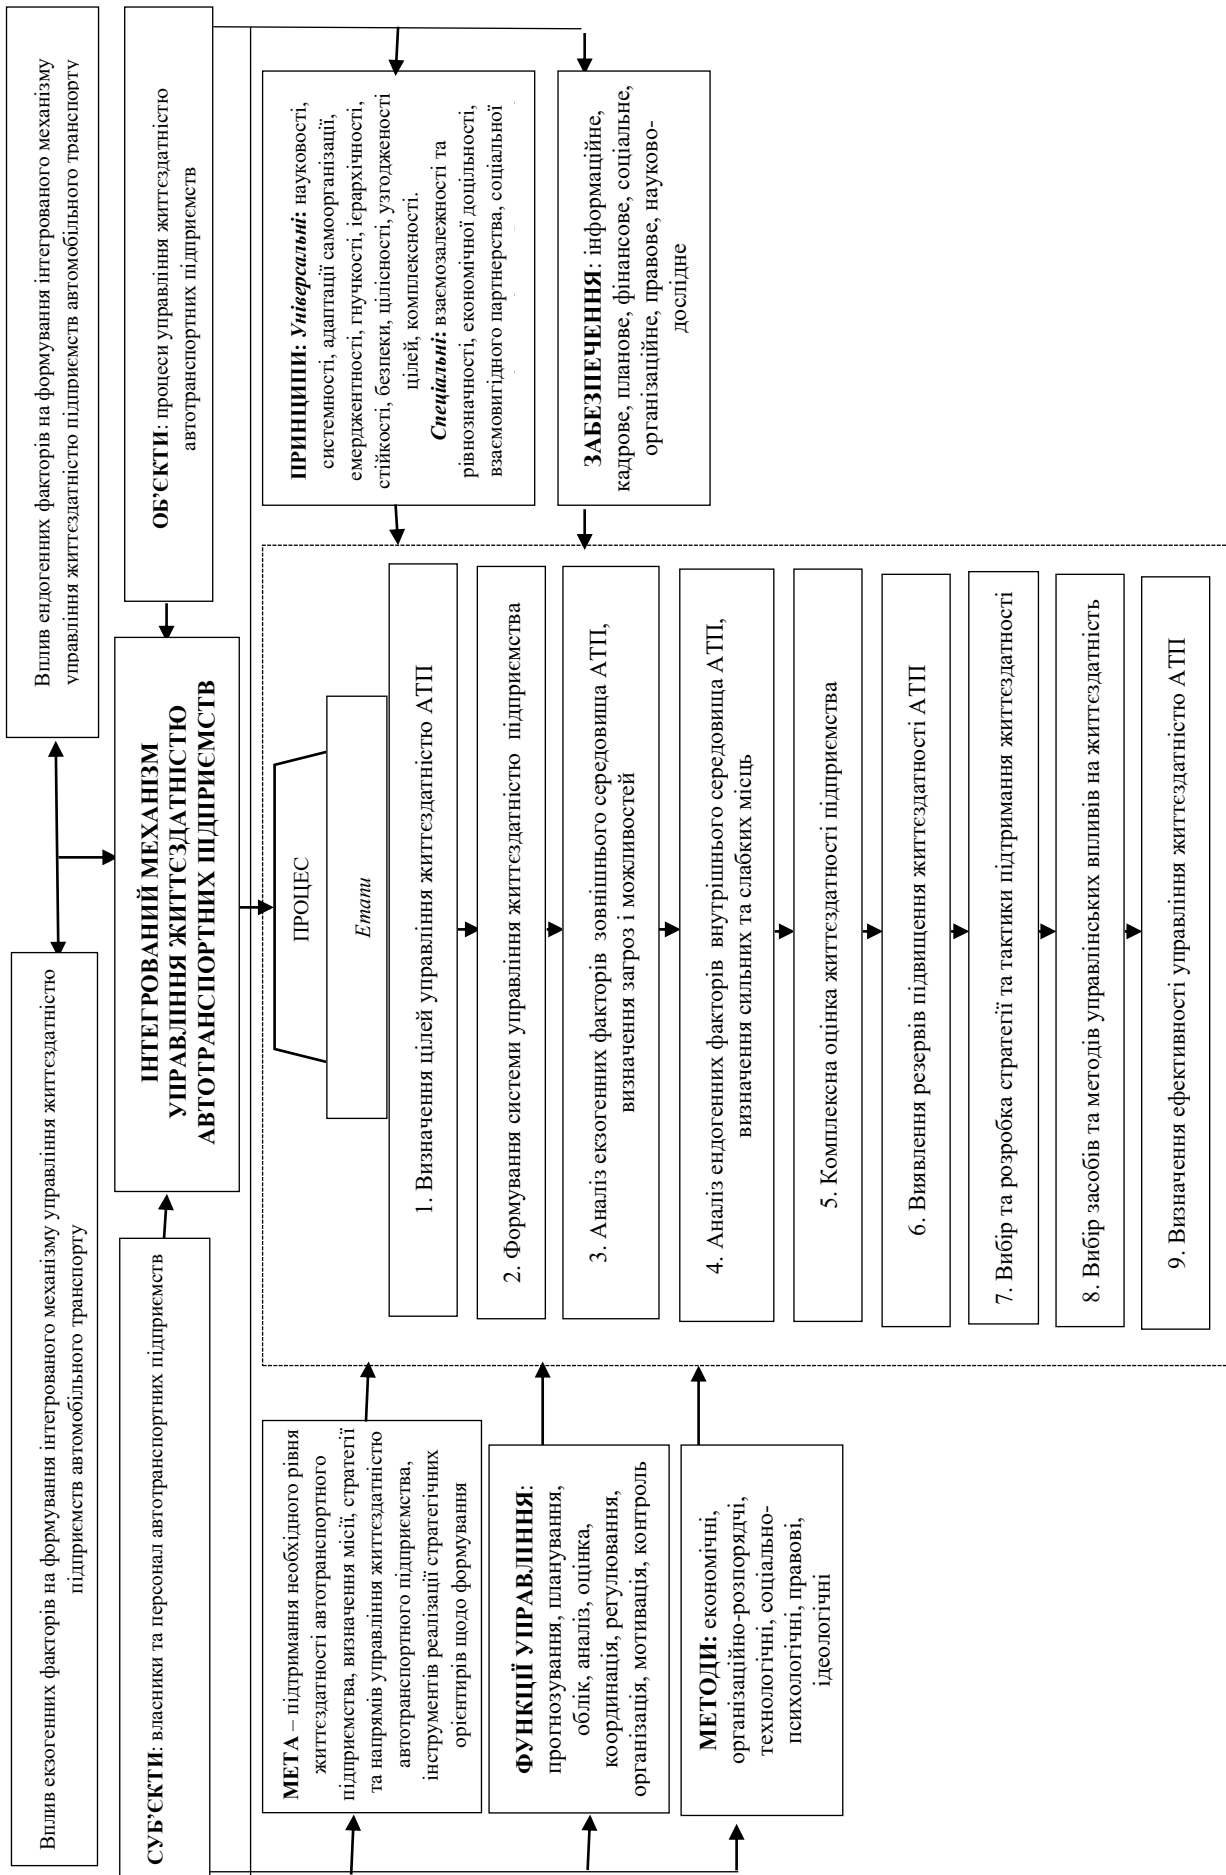 Вплив екзогенних факторів на формування інтегрованого механізму управління життєздатністю
підприємств автомобільного транспорту
Вплив ендогенних факторів на формування інтегрованого механізму
управління життєздатністю підприємств автомобільного транспорту
СУБ’ЄКТИ: власники та персонал автотранспортних підприємств
ІНТЕГРОВАНИЙ МЕХАНІЗМ
УПРАВЛІННЯ ЖИТТЄЗДАТНІСТЮ
АВТОТРАНСПОРТНИХ ПІДПРИЄМСТВ
ОБ’ЄКТИ: процеси управління життєздатністю
автотранспортних підприємств
МЕТА – підтримання необхідного рівня
життєздатності автотранспортного
підприємства, визначення місії, стратегії
та напрямів управління життєздатністю
автотранспортного підприємства,
інструментів реалізації стратегічних
орієнтирів щодо формування
ФУНКЦІЇ УПРАВЛІННЯ:
прогнозування, планування,
облік, аналіз, оцінка,
координація, регулювання,
організація, мотивація, контроль
МЕТОДИ: економічні,
організаційно-розпорядчі,
технологічні, соціально-
психологічні, правові,
ідеологічні
ПРОЦЕС
Етапи
1. Визначення цілей управління життєздатністю АТП
2. Формування системи управління життєздатністю підприємства
3. Аналіз екзогенних факторів зовнішнього середовища АТП,
визначення загроз і можливостей
4. Аналіз ендогенних факторів внутрішнього середовища АТП,
визначення сильних та слабких місць
5. Комплексна оцінка життєздатності підприємства
6. Виявлення резервів підвищення життєздатності АТП
7. Вибір та розробка стратегії та тактики підтримання життєздатності
8. Вибір засобів та методів управлінських впливів на життєздатність
9. Визначення ефективності управління життєздатністю АТП
ПРИНЦИПИ: Універсальні: науковості,
системності, адаптації самоорганізації,
емерджентності, гнучкості, ієрархічності,
стійкості, безпеки, цілісності, узгодженості
цілей, комплексності.
Спеціальні: взаємозалежності та
рівнозначності, економічної доцільності,
взаємовигідного партнерства, соціальної
ЗАБЕЗПЕЧЕННЯ: інформаційне,
кадрове, планове, фінансове, соціальне,
організаційне, правове, науково-
дослідне